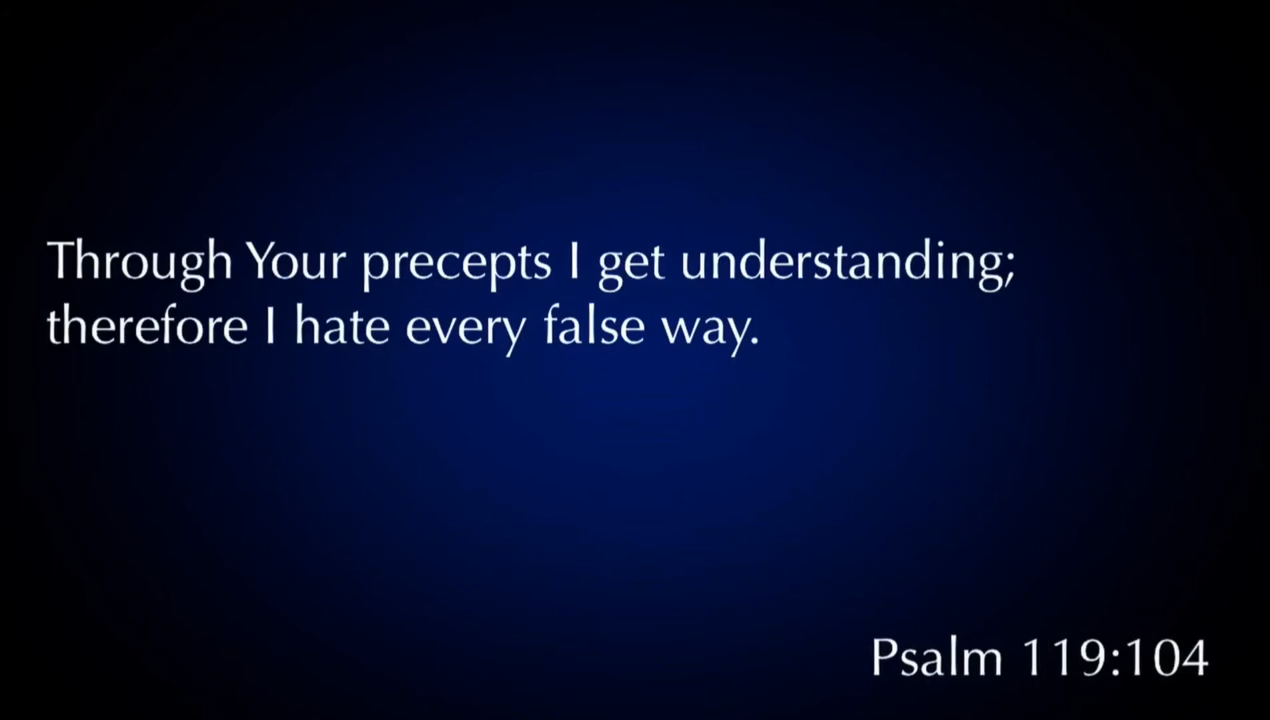 Through Your precepts I get understanding;
therefore I hate every false way.
Psalm 119:104